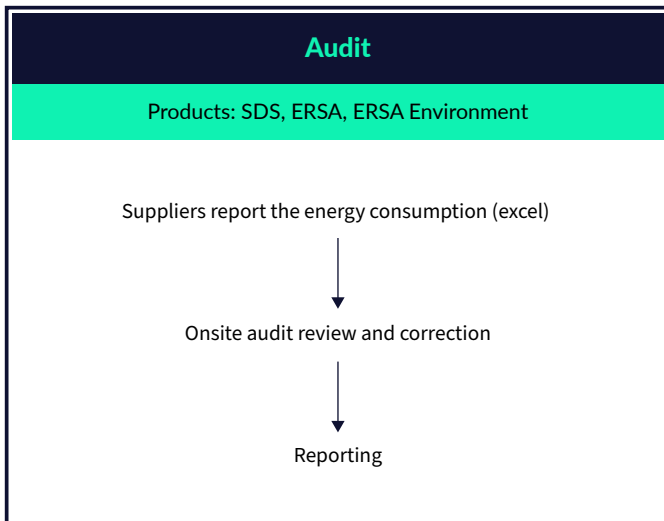 Audit
Products: SDS, ERSA, ERSA Environment
Suppliers report the energy consumption (excel)
Onsite audit review and correction
Reporting